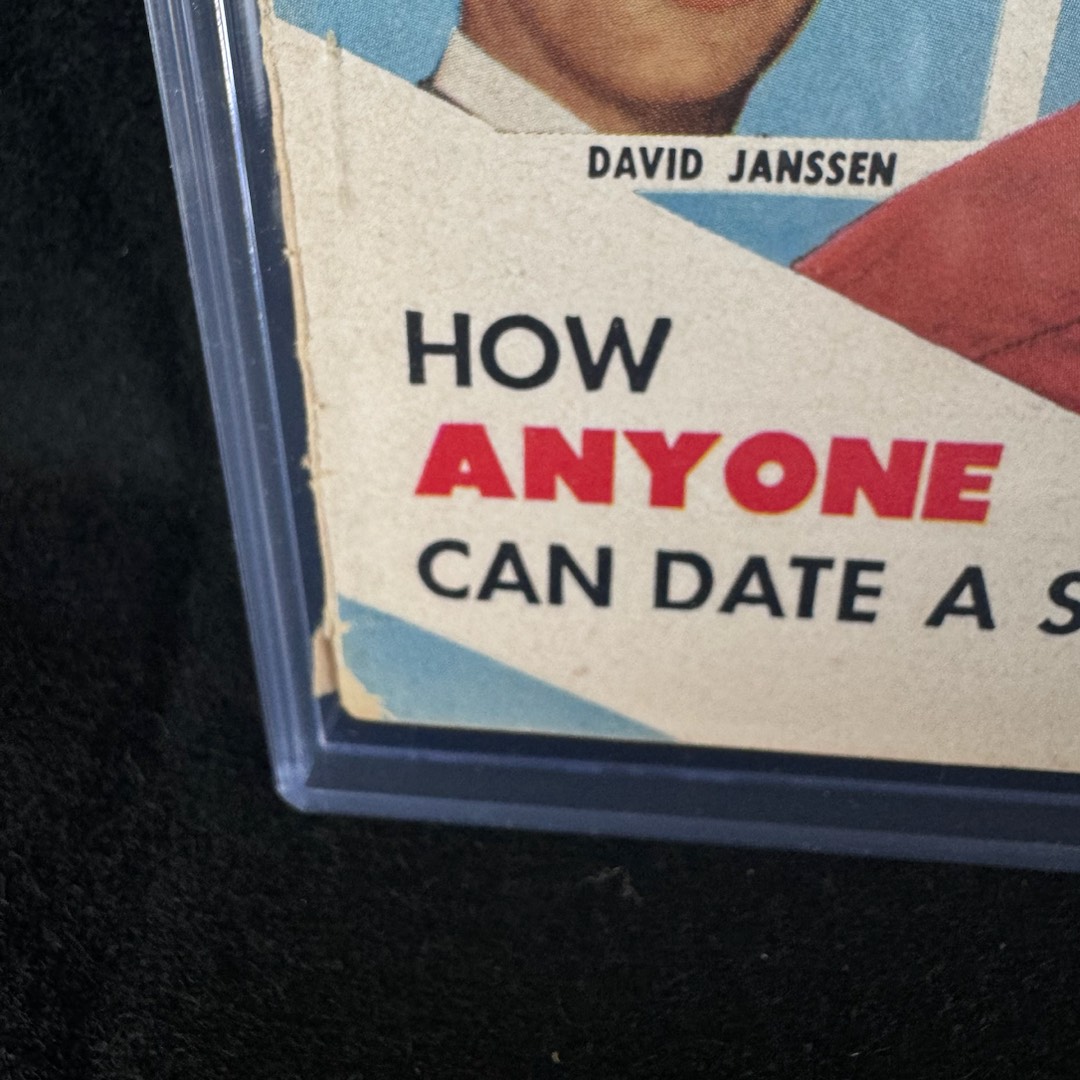 DAVID JANSSEN
HOW
ANYONE
CAN DATE A